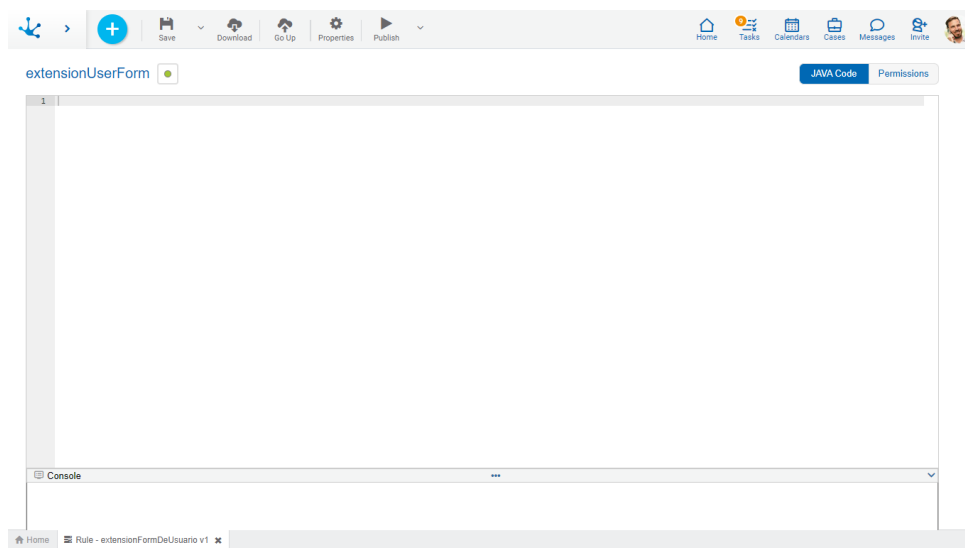 Save
Download
Go Up
Properties
Publish
Home
9
Tasks
Calendars
Cases
Messages
Invite
extensionUserForm
JAVA Code
Permissions
1
Console
Home
Rule - extensionFormDeUsuario v1